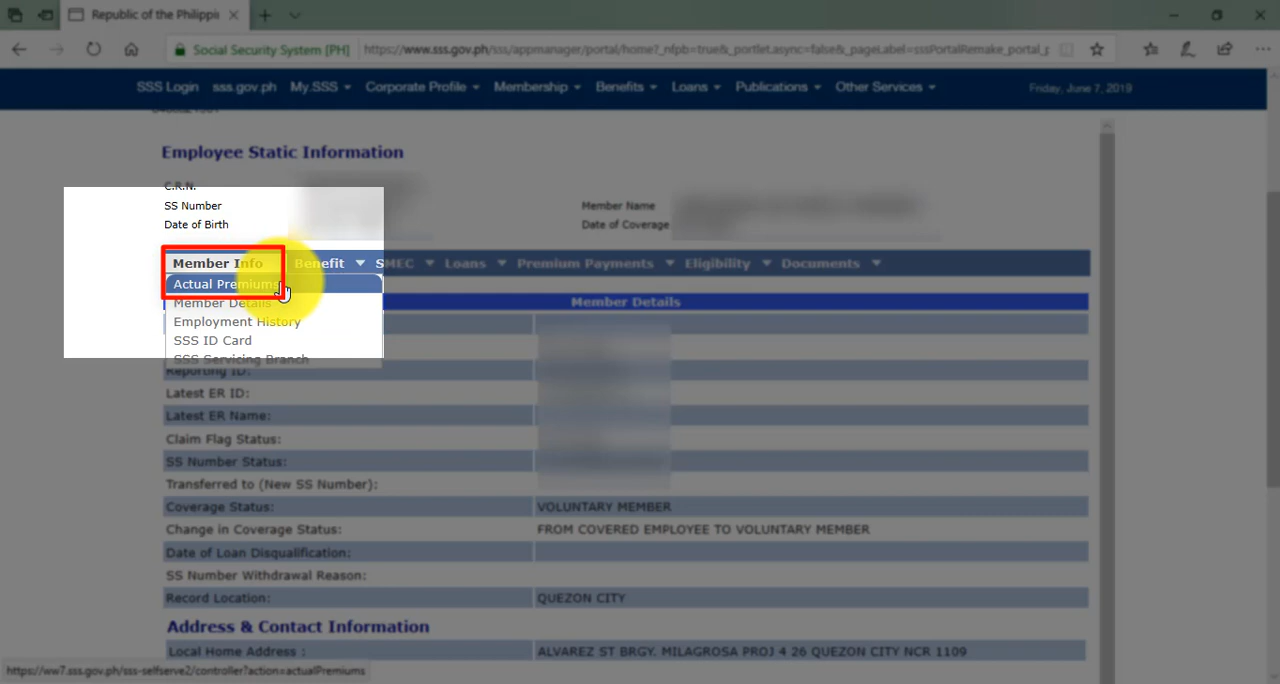 Republic of the Philippi
Social Security System [PH] https://www.sss.gov.ph/sss/appmanager/portal/home?_nfpb=true&_portlet.async=false&_pageLabel=sssPortalRemake_portal_p
SSS Login sss.gov.ph My.SSS Corporate Profile Membership Benefits Loans Publications Other Services Friday, June 7, 2019
Employee Static Information
C.R.N.
SS Number Member Name
Date of Birth Date of Coverage
Member Info Benefit SMEC Loans Premium Payments Eligibility Documents
Actual Premiums
Member Details Member Details
Employment History
SSS ID Card
SSS Servicing Branch
Reporting ID:
Latest ER ID:
Latest ER Name:
Claim Flag Status:
SS Number Status:
Transferred to (New SS Number):
Coverage Status: VOLUNTARY MEMBER
Change in Coverage Status: FROM COVERED EMPLOYEE TO VOLUNTARY MEMBER
Date of Loan Disqualification:
SS Number Withdrawal Reason:
Record Location: QUEZON CITY
Address & Contact Information
Local Home Address : ALVAREZ ST BRGY. MILAGROSA PROJ 4 26 QUEZON CITY NCR 1109
https://ww7.sss.gov.ph/sss-selfserve2/controller?action=actualPremiums